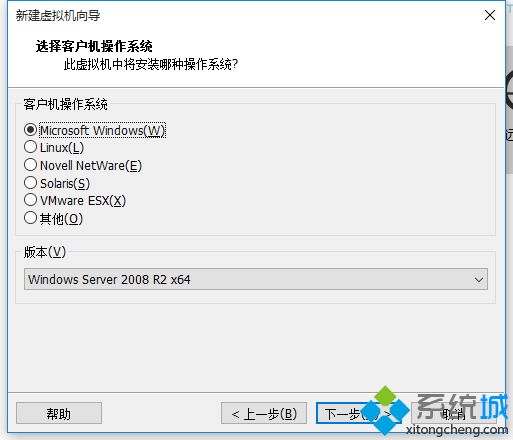 新建虚拟机向导
选择客户机操作系统
此虚拟机中将安装哪种操作系统?
客户机操作系统
Microsoft Windows(W)
Linux(L)
Novell NetWare(E)
Solaris(S)
VMware ESX(X)
其他(O)
版本(V)
Windows Server 2008 R2 x64
帮助
< 上一步(B)
下一步
取消
系统城
xitongcheng.com